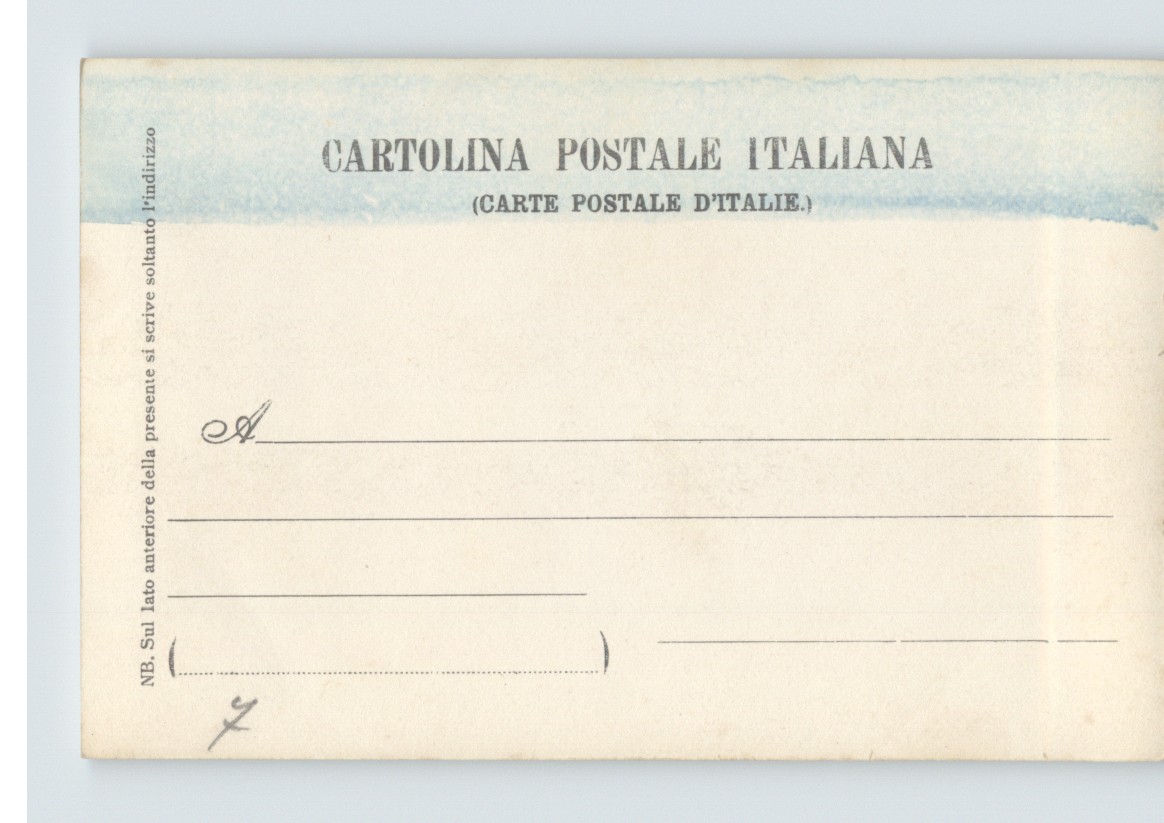 CARTOLINA POSTALE ITALIANA
(CARTE POSTALE D'ITALIE.)
NB. Sul lato anteriore della presente si scrive soltanto l'indirizzo
A
( )
7